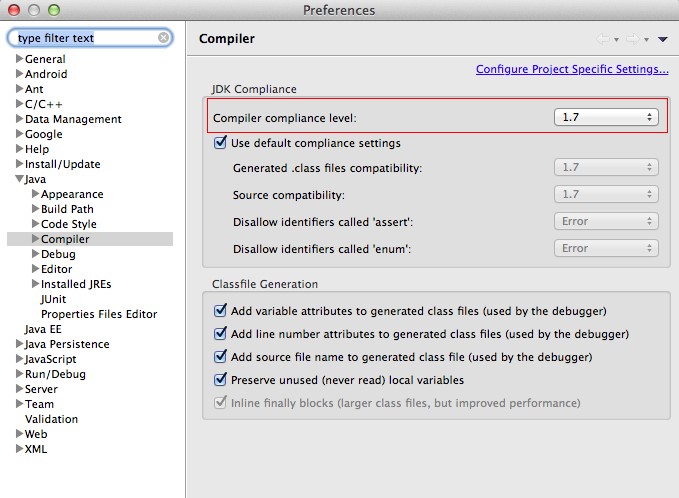 Preferences
type filter text
General
Android
Ant
C/C++
Data Management
Google
Help
Install/Update
Java
Appearance
Build Path
Code Style
Compiler
Debug
Editor
Installed JREs
JUnit
Properties Files Editor
Java EE
Java Persistence
JavaScript
Run/Debug
Server
Team
Validation
Web
XML
Compiler
Configure Project Specific Settings...
JDK Compliance
Compiler compliance level: 1.7
Use default compliance settings
Generated .class files compatibility: 1.7
Source compatibility: 1.7
Disallow identifiers called 'assert': Error
Disallow identifiers called 'enum': Error
Classfile Generation
Add variable attributes to generated class files (used by the debugger)
Add line number attributes to generated class files (used by the debugger)
Add source file name to generated class file (used by the debugger)
Preserve unused (never read) local variables
Inline finally blocks (larger class files, but improved performance)